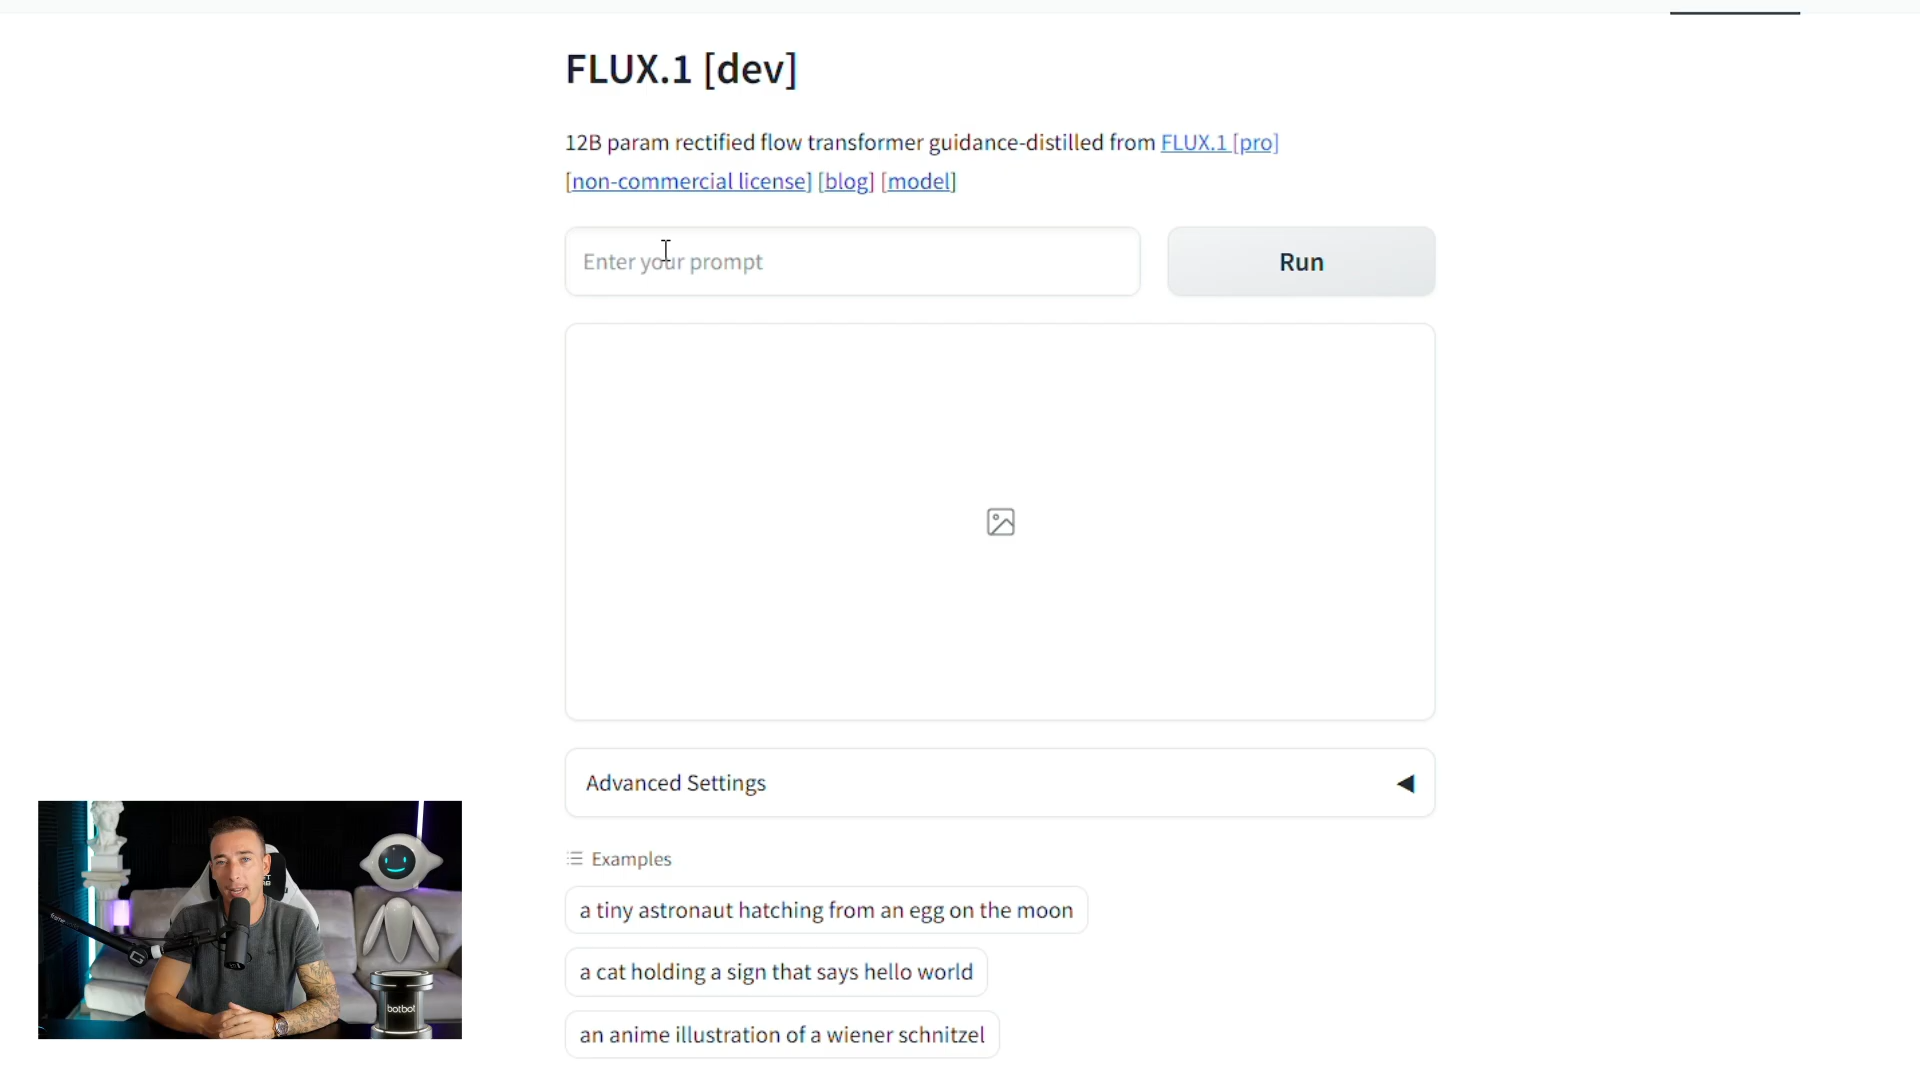 FLUX.1 [dev]
12B param rectified flow transformer guidance-distilled from FLUX.1 [pro]
[non-commercial license] [blog] [model]
Enter your prompt
Run
Advanced Settings
Examples
a tiny astronaut hatching from an egg on the moon
a cat holding a sign that says hello world
an anime illustration of a wiener schnitzel
botbot